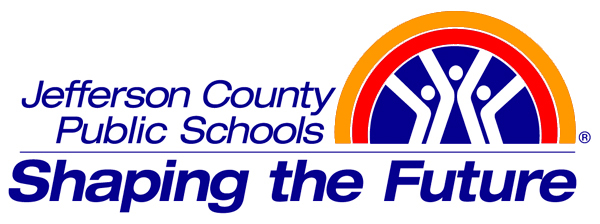 Jefferson County
Public Schools
®
Shaping the Future